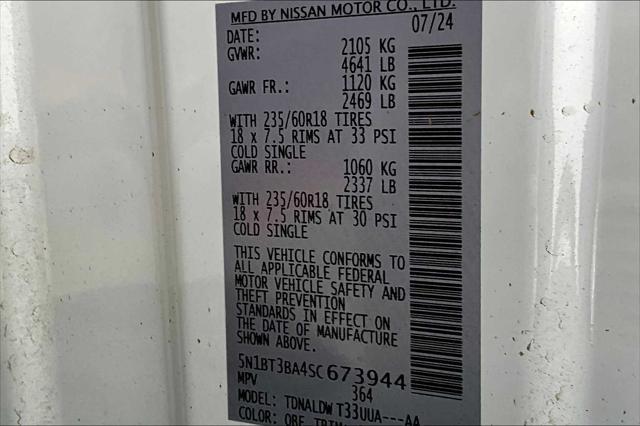 MFD BY NISSAN MOTOR CO., LTD.
DATE: 07/24
GVWR: 2105 KG
4641 LB
GAWR FR.: 1120 KG
2469 LB
WITH 235/60R18 TIRES
18 x 7.5 RIMS AT 33 PSI
COLD SINGLE
GAWR RR.: 1060 KG
2337 LB
WITH 235/60R18 TIRES
18 x 7.5 RIMS AT 30 PSI
COLD SINGLE
THIS VEHICLE CONFORMS TO
ALL APPLICABLE FEDERAL
MOTOR VEHICLE SAFETY AND
THEFT PREVENTION
STANDARDS IN EFFECT ON
THE DATE OF MANUFACTURE
SHOWN ABOVE.
5N1BT3BA4SC673944
MPV 364
MODEL: TDNALDW T33UUA---AA
COLOR: